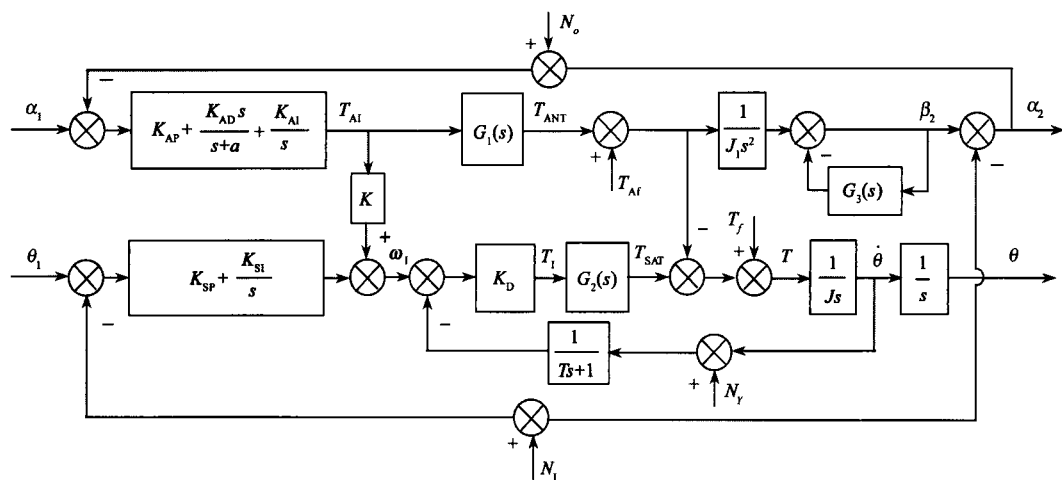 N_o
+
−
α_1
K_AP + K_AD s / (s+a) + K_AI / s
T_AI
G_1(s)
T_ANT
+
T_Af
1 / (J_1 s^2)
−
β_2
G_3(s)
−
α_2
K
+
−
T_f
+
θ_1
−
K_SP + K_SI / s
ω_1
−
K_D
T_I
G_2(s)
T_SAT
T
1 / (Js)
θ̇
1 / s
θ
1 / (Ts+1)
+
N_Y
+
N_1